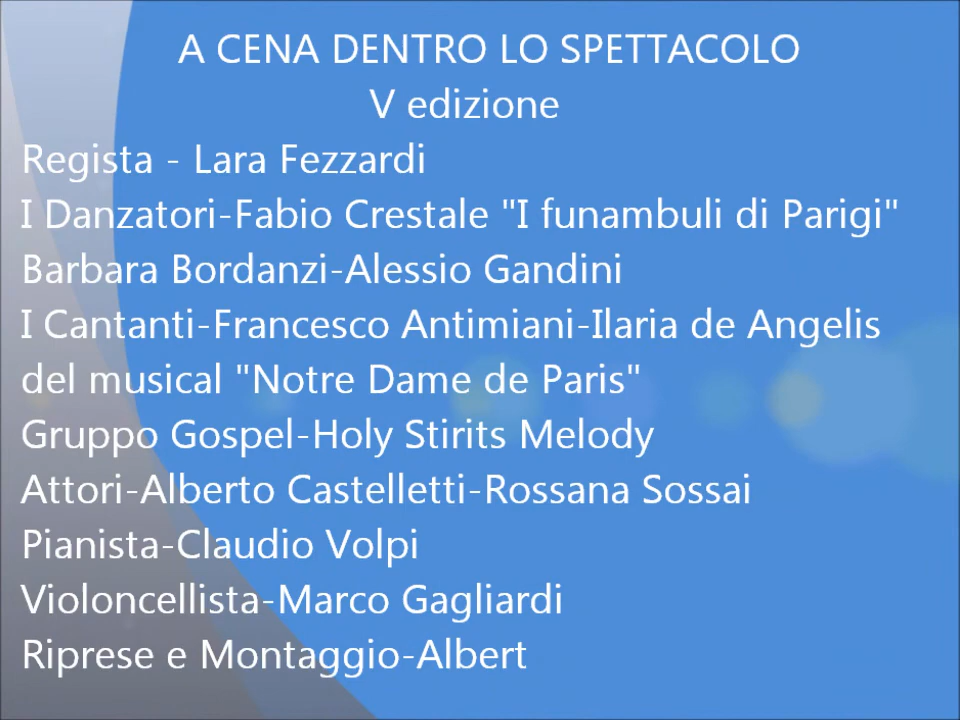 A CENA DENTRO LO SPETTACOLO
V edizione
Regista - Lara Fezzardi
I Danzatori-Fabio Crestale "I funambuli di Parigi"
Barbara Bordanzi-Alessio Gandini
I Cantanti-Francesco Antimiani-Ilaria de Angelis
del musical "Notre Dame de Paris"
Gruppo Gospel-Holy Stirits Melody
Attori-Alberto Castelletti-Rossana Sossai
Pianista-Claudio Volpi
Violoncellista-Marco Gagliardi
Riprese e Montaggio-Albert